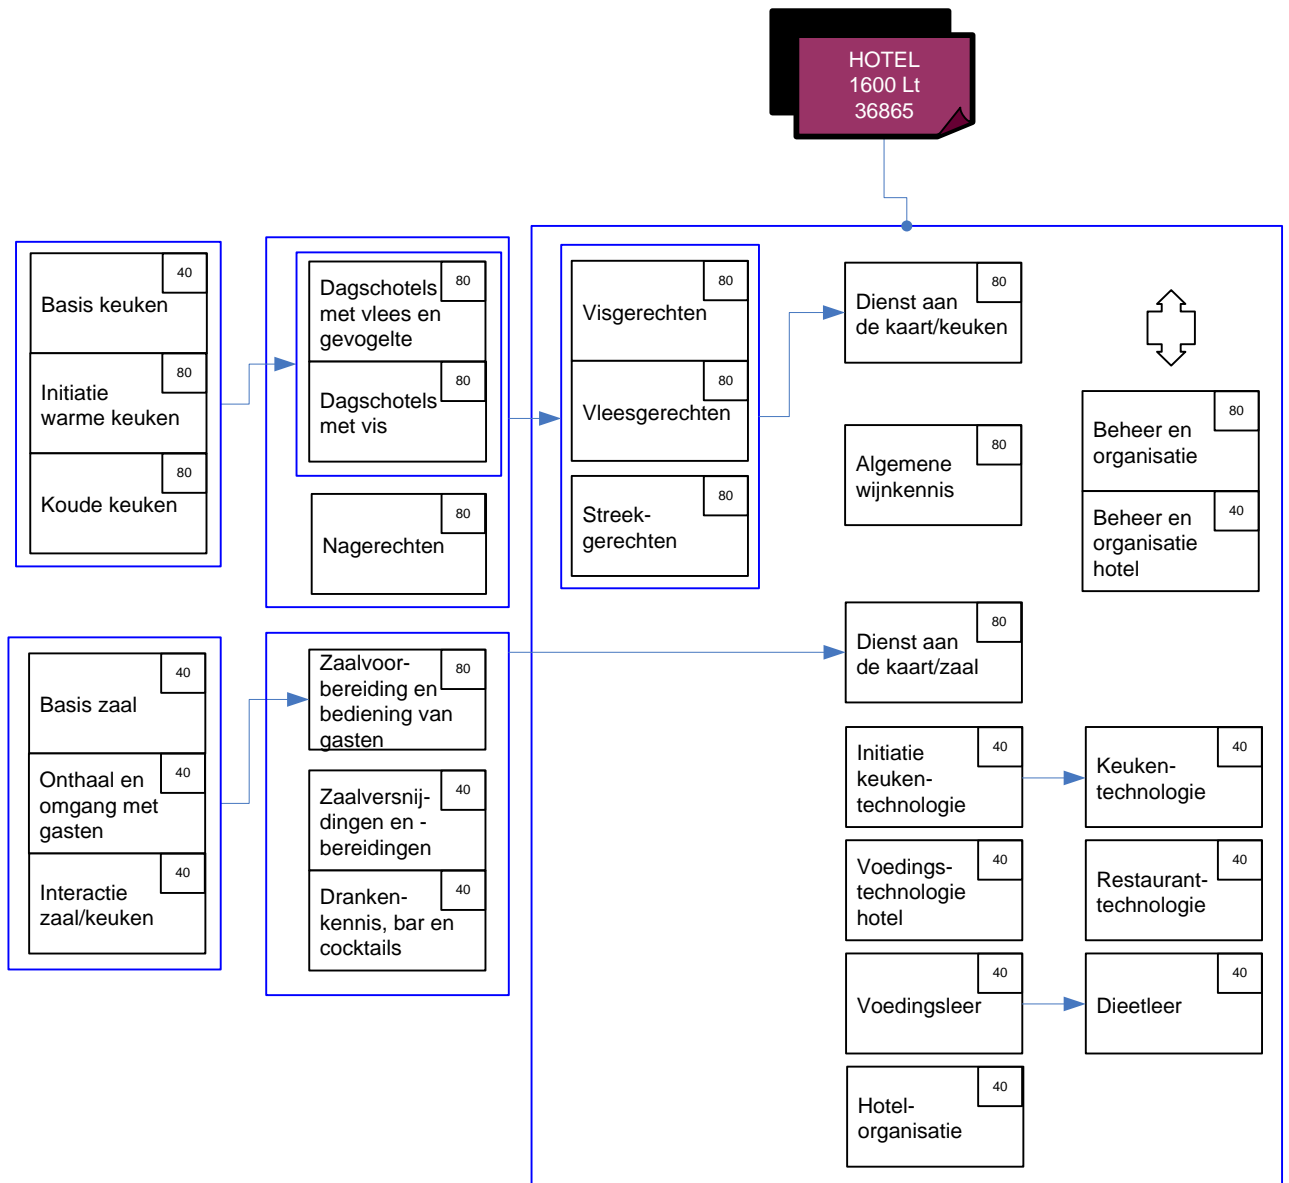 HOTEL
1600 Lt
36865
40
Basis keuken
80
Initiatie
warme keuken
80
Koude keuken
80
Dagschotels
met vlees en
gevogelte
80
Dagschotels
met vis
80
Nagerechten
80
Visgerechten
80
Vleesgerechten
80
Streek-
gerechten
80
Dienst aan
de kaart/keuken
80
Algemene
wijnkennis
80
Beheer en
organisatie
40
Beheer en
organisatie
hotel
40
Basis zaal
40
Onthaal en
omgang met
gasten
40
Interactie
zaal/keuken
80
Zaalvoor-
bereiding en
bediening van
gasten
40
Zaalversnij-
dingen en -
bereidingen
40
Dranken-
kennis, bar en
cocktails
80
Dienst aan
de kaart/zaal
40
Initiatie
keuken-
technologie
40
Keuken-
technologie
40
Voedings-
technologie
hotel
40
Restaurant-
technologie
40
Voedingsleer
40
Dieetleer
40
Hotel-
organisatie